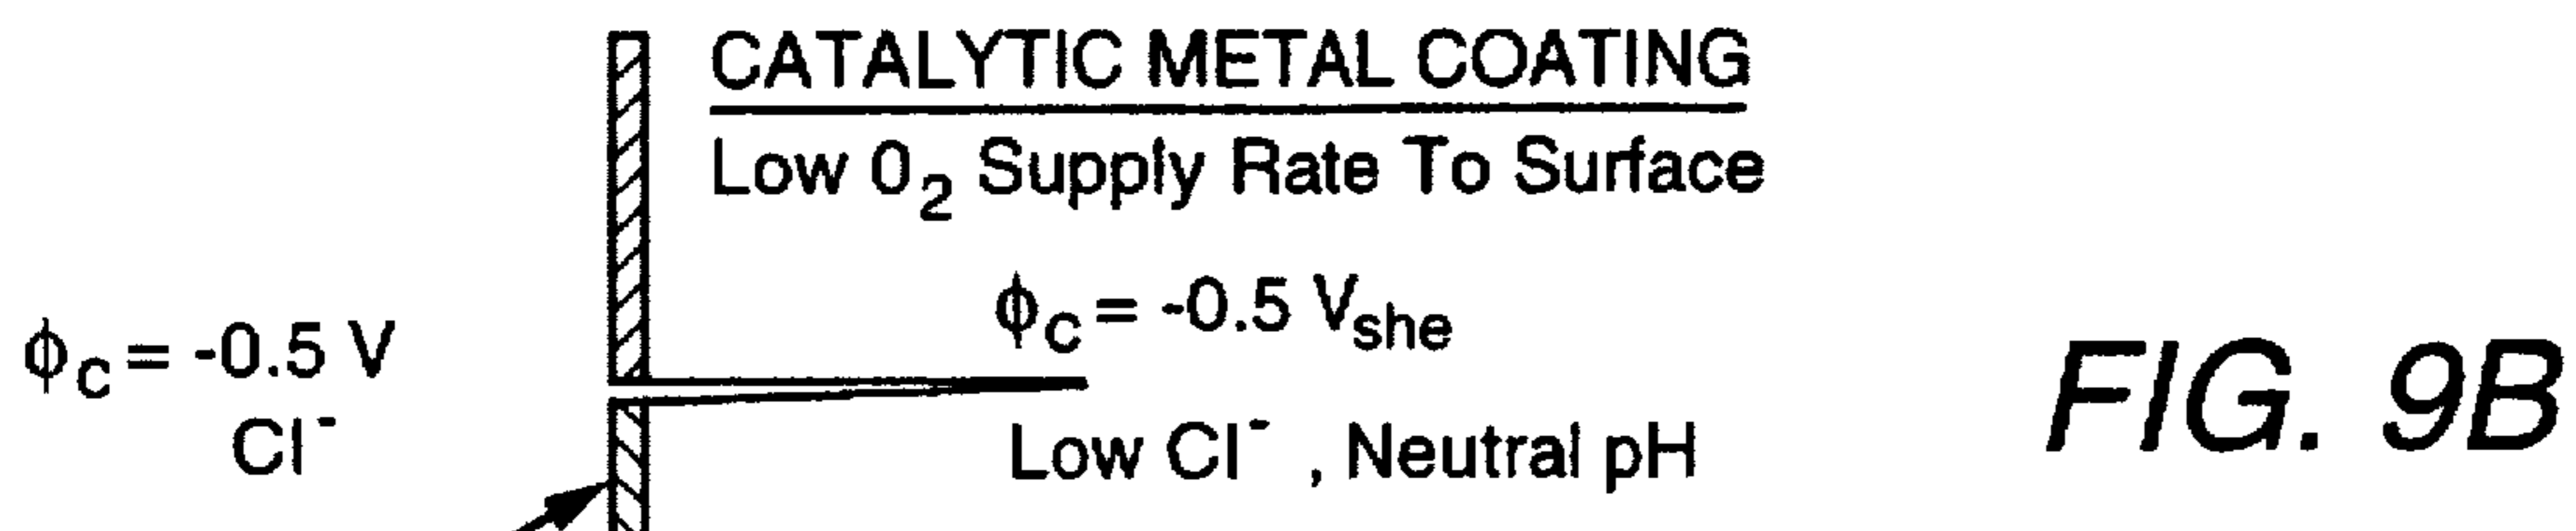 CATALYTIC METAL COATING
Low O₂ Supply Rate To Surface
ϕc = -0.5 Vshe
ϕc = -0.5 V
Cl⁻
Low Cl⁻ , Neutral pH
FIG. 9B